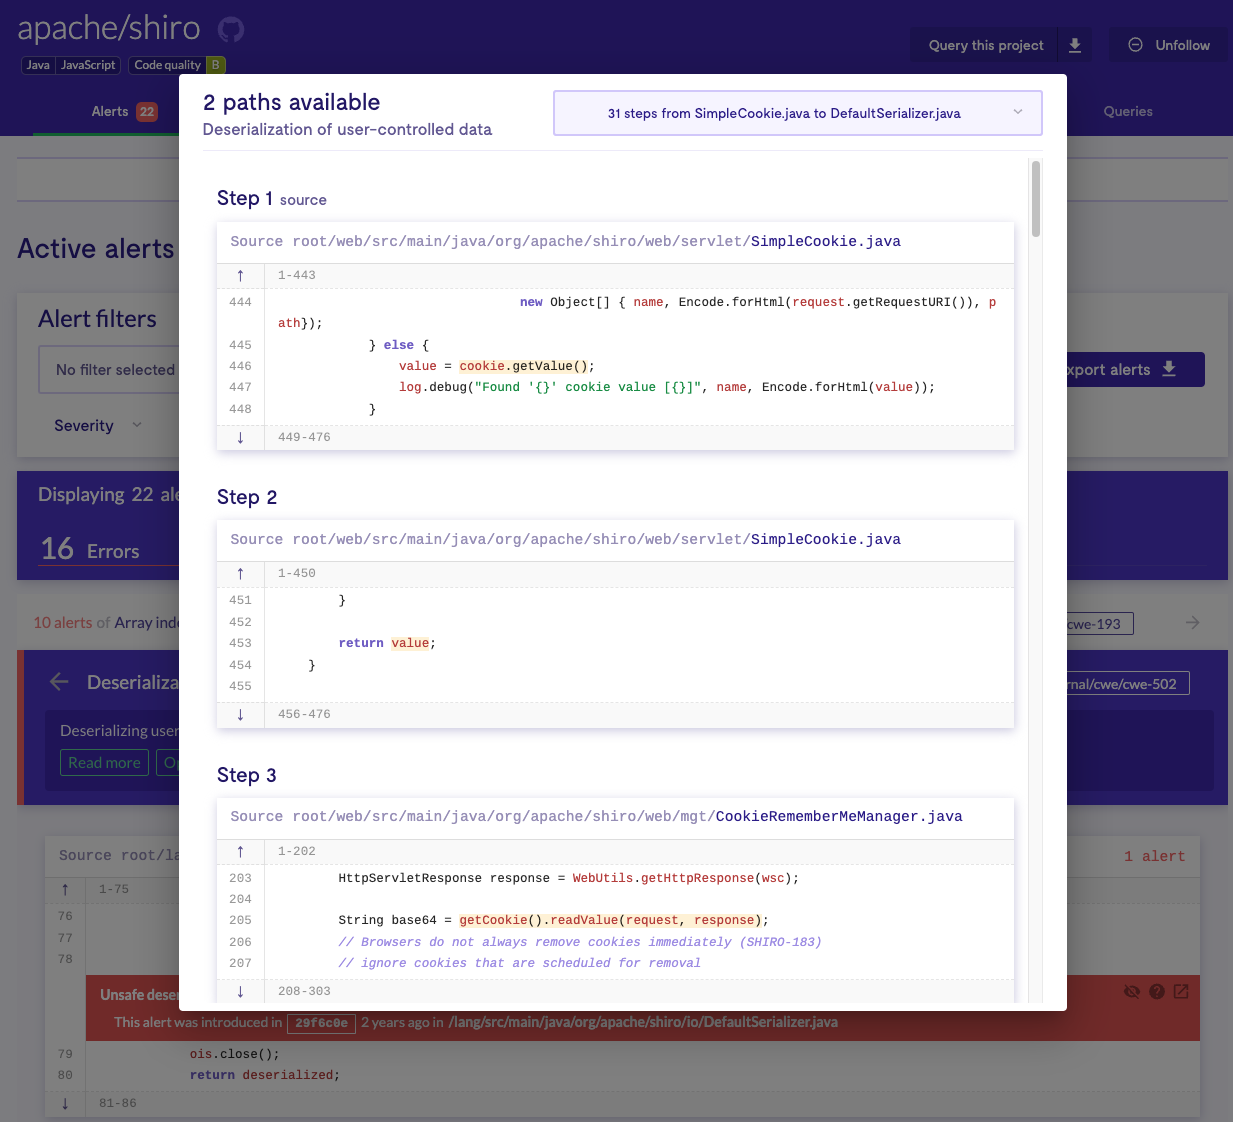 apache/shiro
Query this project
Unfollow
Java JavaScript Code quality B
Alerts 22
Queries
2 paths available
Deserialization of user-controlled data
31 steps from SimpleCookie.java to DefaultSerializer.java
Active alerts
Alert filters
No filter selected
xport alerts
Severity
Displaying 22 ale
16 Errors
10 alerts of Array inde
cwe-193
Deserializa
rnal/cwe/cwe-502
Deserializing user
Read more Op
Source root/la
1 alert
↑ 1-75
76
77
78
Unsafe deser
This alert was introduced in 29f6c0e 2 years ago in /lang/src/main/java/org/apache/shiro/io/DefaultSerializer.java
79 ois.close();
80 return deserialized;
↓ 81-86
Step 1 source
Source root/web/src/main/java/org/apache/shiro/web/servlet/SimpleCookie.java
↑ 1-443
444 new Object[] { name, Encode.forHtml(request.getRequestURI()), p
ath});
445 } else {
446 value = cookie.getValue();
447 log.debug("Found '{}' cookie value [{}]", name, Encode.forHtml(value));
448 }
↓ 449-476
Step 2
Source root/web/src/main/java/org/apache/shiro/web/servlet/SimpleCookie.java
↑ 1-450
451 }
452
453 return value;
454 }
455
↓ 456-476
Step 3
Source root/web/src/main/java/org/apache/shiro/web/mgt/CookieRememberMeManager.java
↑ 1-202
203 HttpServletResponse response = WebUtils.getHttpResponse(wsc);
204
205 String base64 = getCookie().readValue(request, response);
206 // Browsers do not always remove cookies immediately (SHIRO-183)
207 // ignore cookies that are scheduled for removal
↓ 208-303